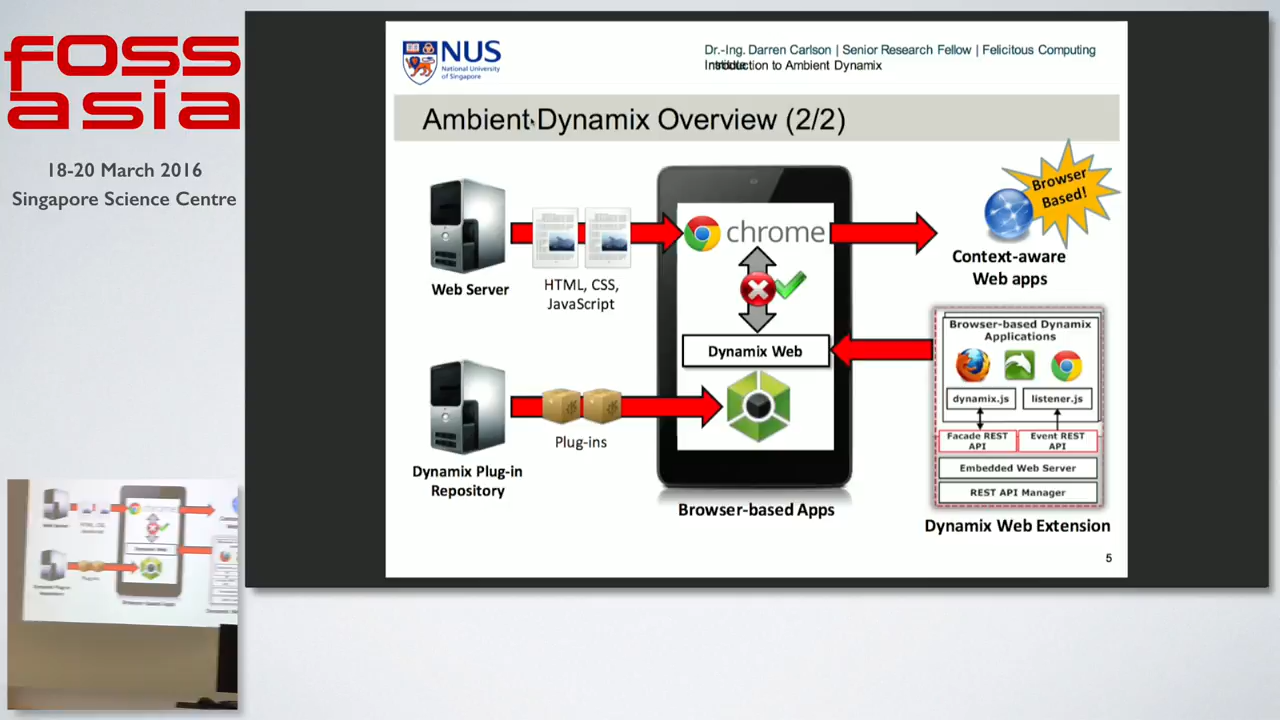 foss
asia
18-20 March 2016
Singapore Science Centre
NUS
National University
of Singapore
Dr.-Ing. Darren Carlson | Senior Research Fellow | Felicitous Computing
Introduction to Ambient Dynamix
Ambient Dynamix Overview (2/2)
Web Server
HTML, CSS,
JavaScript
chrome
Browser
Based!
Context-aware
Web apps
Dynamix Web
Browser-based Dynamix
Applications
dynamix.js
listener.js
Facade REST
API
Event REST
API
Embedded Web Server
REST API Manager
Dynamix Web Extension
Plug-ins
Dynamix Plug-in
Repository
Browser-based Apps
5
chrome
Dynamix Web